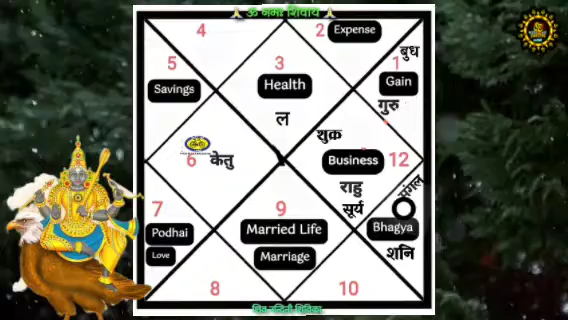 ॐ नमः शिवाय
4
2
Expense
बुध
5
3
1
Savings
Health
Gain
गुरु
ल
शुक्र
6
केतु
Business
12
राहु
मंगल
सूर्य
7
9
Podhai
Married Life
Bhagya
Love
Marriage
शनि
8
10